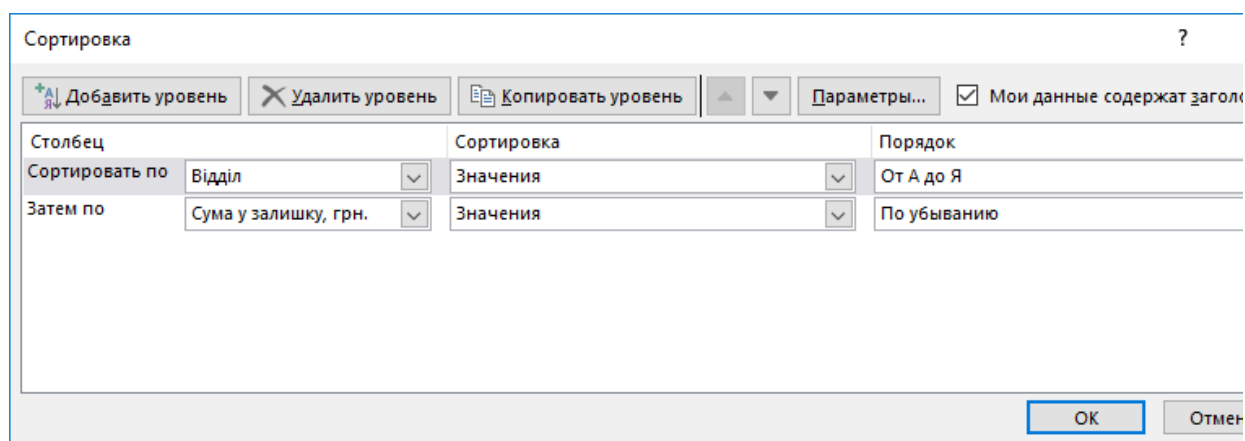 Сортировка ?
Добавить уровень Удалить уровень Копировать уровень Параметры... Мои данные содержат заголо
Столбец Сортировка Порядок
Сортировать по Відділ Значения От А до Я
Затем по Сума у залишку, грн. Значения По убыванию
ОК Отмен